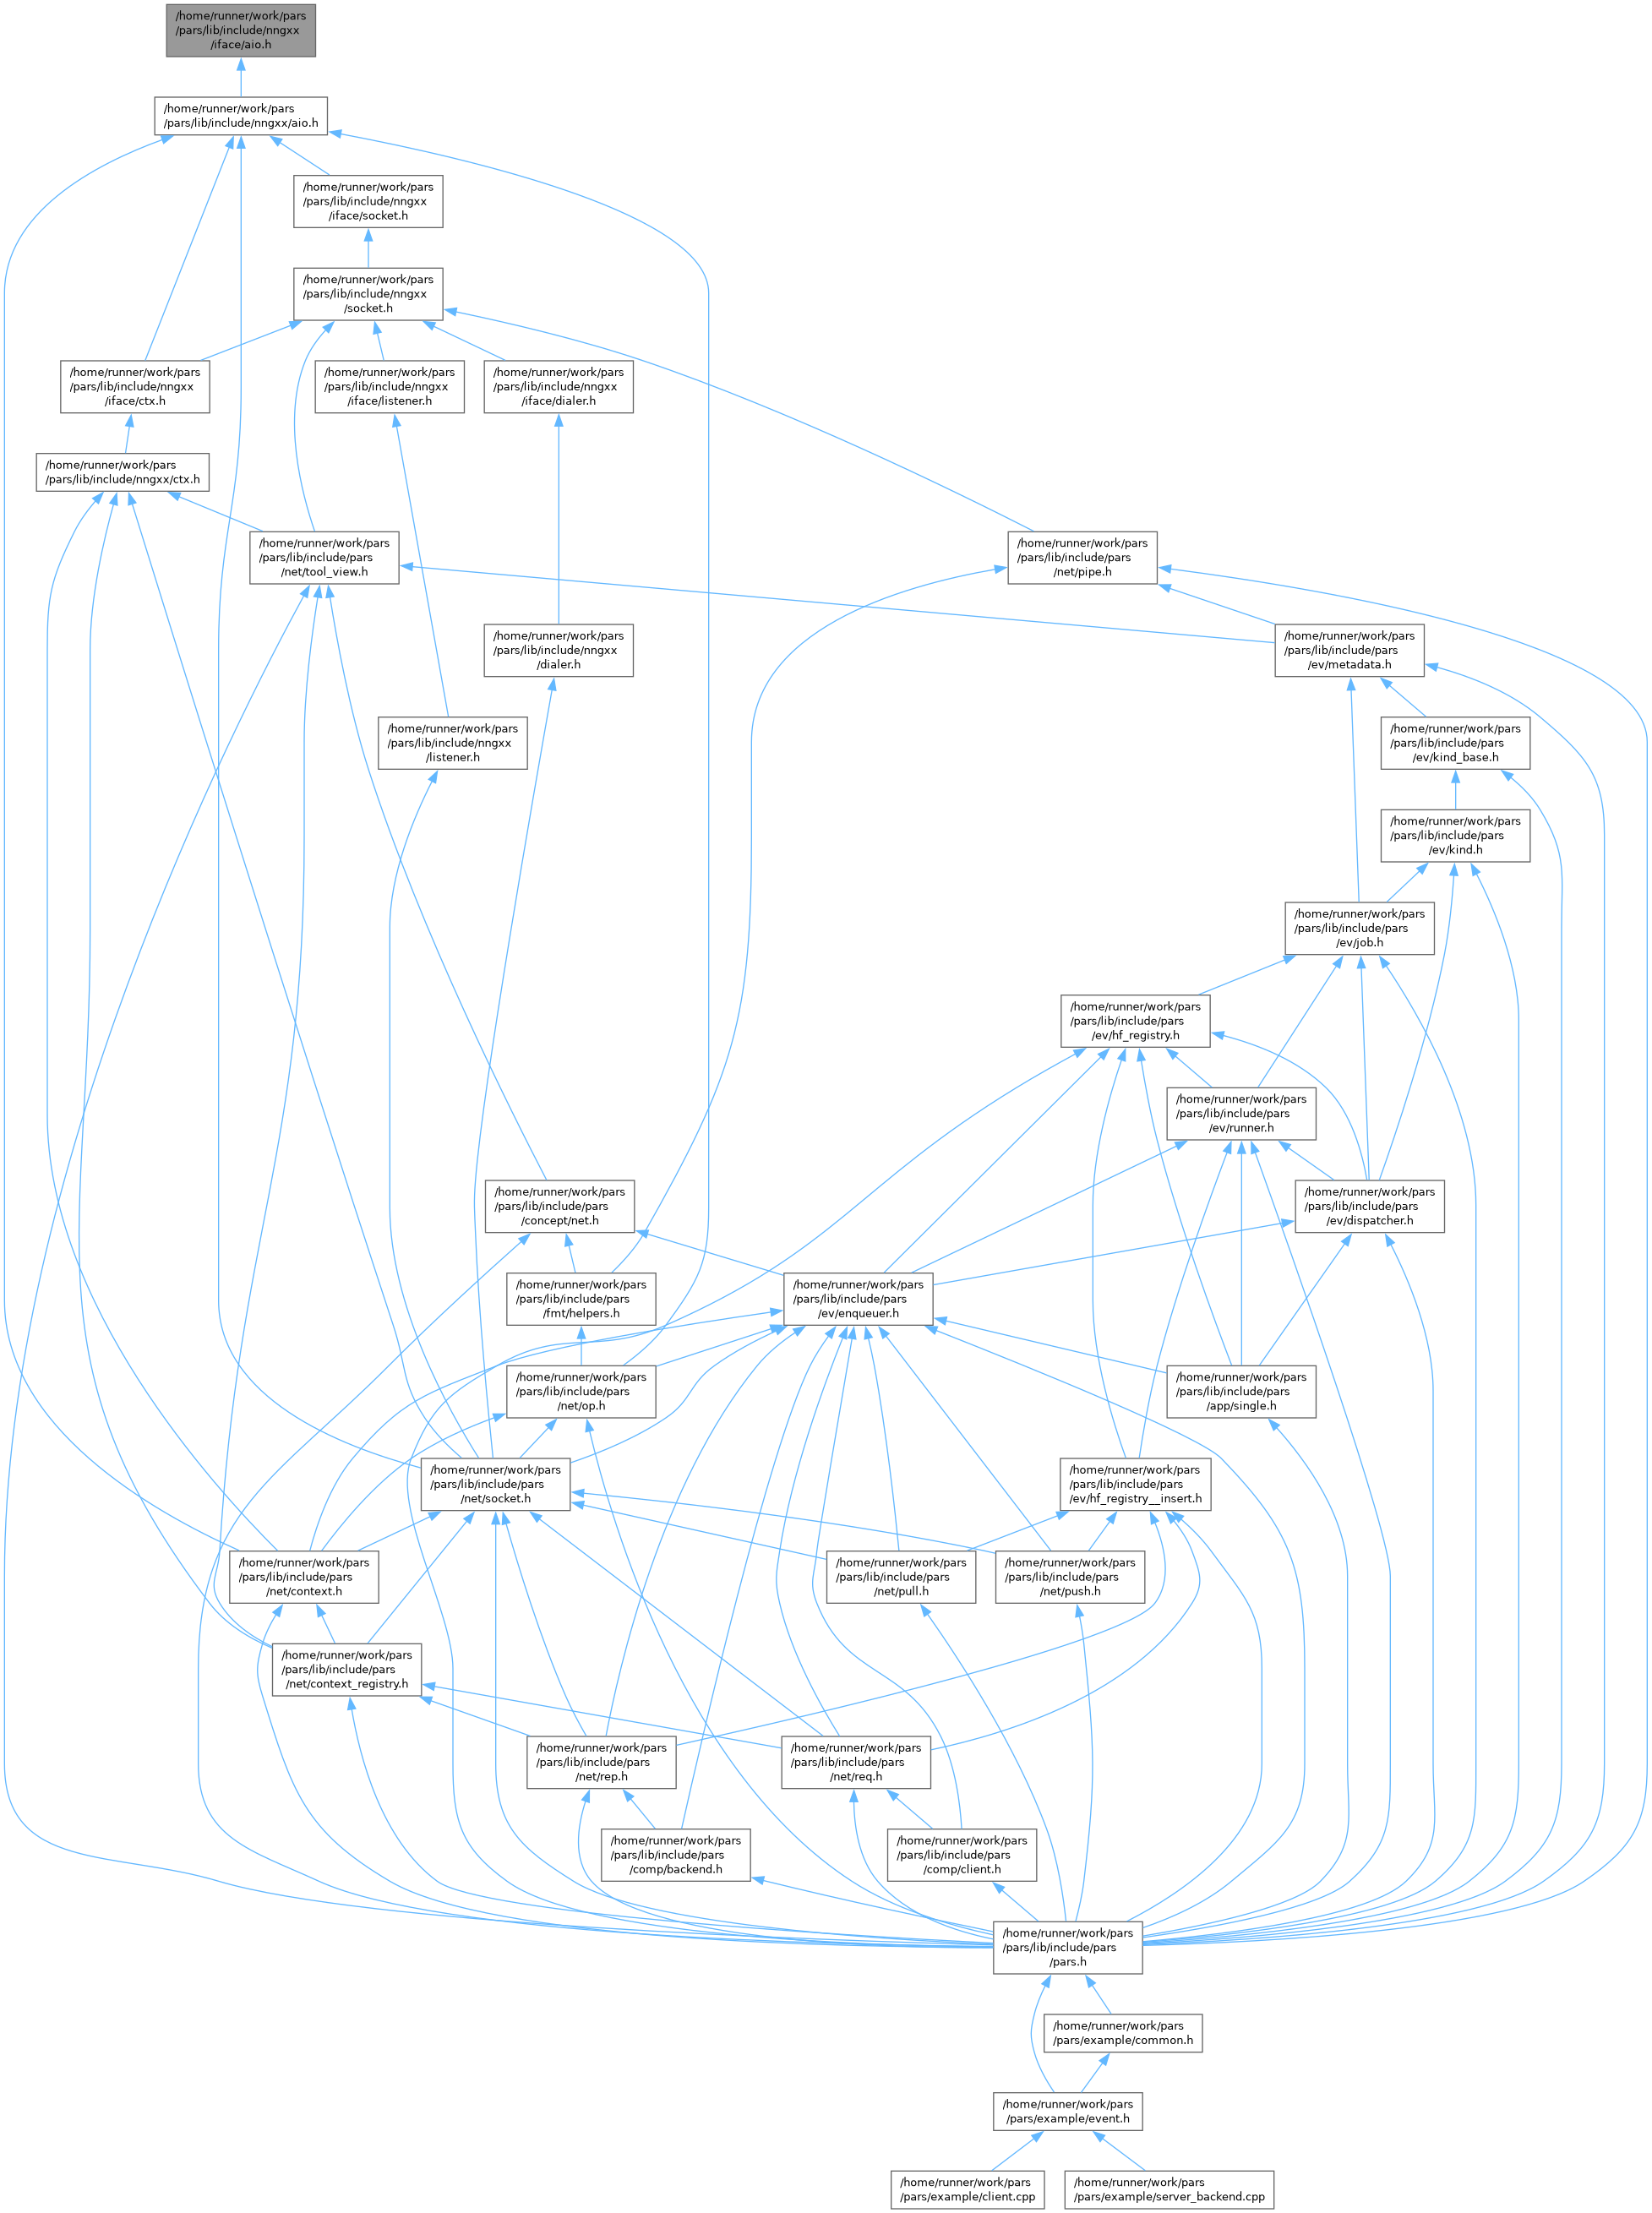 /home/runner/work/pars
/pars/lib/include/nngxx
/iface/aio.h
/home/runner/work/pars
/pars/lib/include/nngxx/aio.h
/home/runner/work/pars
/pars/lib/include/nngxx
/iface/socket.h
/home/runner/work/pars
/pars/lib/include/nngxx
/socket.h
/home/runner/work/pars
/pars/lib/include/nngxx
/iface/ctx.h
/home/runner/work/pars
/pars/lib/include/nngxx
/iface/listener.h
/home/runner/work/pars
/pars/lib/include/nngxx
/iface/dialer.h
/home/runner/work/pars
/pars/lib/include/nngxx/ctx.h
/home/runner/work/pars
/pars/lib/include/pars
/net/tool_view.h
/home/runner/work/pars
/pars/lib/include/pars
/net/pipe.h
/home/runner/work/pars
/pars/lib/include/nngxx
/dialer.h
/home/runner/work/pars
/pars/lib/include/pars
/ev/metadata.h
/home/runner/work/pars
/pars/lib/include/nngxx
/listener.h
/home/runner/work/pars
/pars/lib/include/pars
/ev/kind_base.h
/home/runner/work/pars
/pars/lib/include/pars
/ev/kind.h
/home/runner/work/pars
/pars/lib/include/pars
/ev/job.h
/home/runner/work/pars
/pars/lib/include/pars
/ev/hf_registry.h
/home/runner/work/pars
/pars/lib/include/pars
/ev/runner.h
/home/runner/work/pars
/pars/lib/include/pars
/concept/net.h
/home/runner/work/pars
/pars/lib/include/pars
/ev/dispatcher.h
/home/runner/work/pars
/pars/lib/include/pars
/fmt/helpers.h
/home/runner/work/pars
/pars/lib/include/pars
/ev/enqueuer.h
/home/runner/work/pars
/pars/lib/include/pars
/net/op.h
/home/runner/work/pars
/pars/lib/include/pars
/app/single.h
/home/runner/work/pars
/pars/lib/include/pars
/net/socket.h
/home/runner/work/pars
/pars/lib/include/pars
/ev/hf_registry__insert.h
/home/runner/work/pars
/pars/lib/include/pars
/net/context.h
/home/runner/work/pars
/pars/lib/include/pars
/net/pull.h
/home/runner/work/pars
/pars/lib/include/pars
/net/push.h
/home/runner/work/pars
/pars/lib/include/pars
/net/context_registry.h
/home/runner/work/pars
/pars/lib/include/pars
/net/rep.h
/home/runner/work/pars
/pars/lib/include/pars
/net/req.h
/home/runner/work/pars
/pars/lib/include/pars
/comp/backend.h
/home/runner/work/pars
/pars/lib/include/pars
/comp/client.h
/home/runner/work/pars
/pars/lib/include/pars
/pars.h
/home/runner/work/pars
/pars/example/common.h
/home/runner/work/pars
/pars/example/event.h
/home/runner/work/pars
/pars/example/client.cpp
/home/runner/work/pars
/pars/example/server_backend.cpp